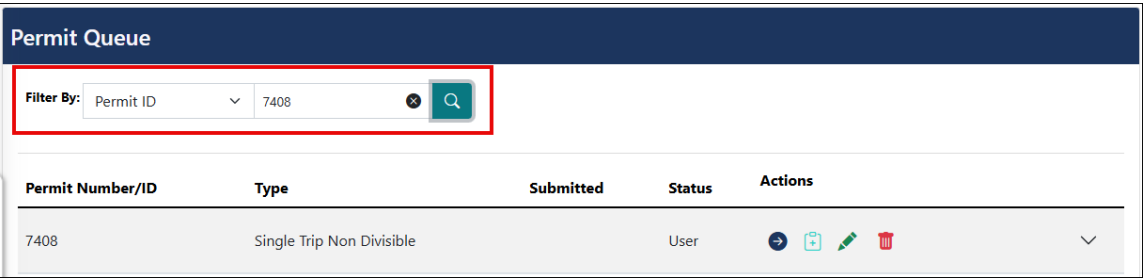 Permit Queue
Filter By: Permit ID 7408
Permit Number/ID Type Submitted Status Actions
7408 Single Trip Non Divisible User